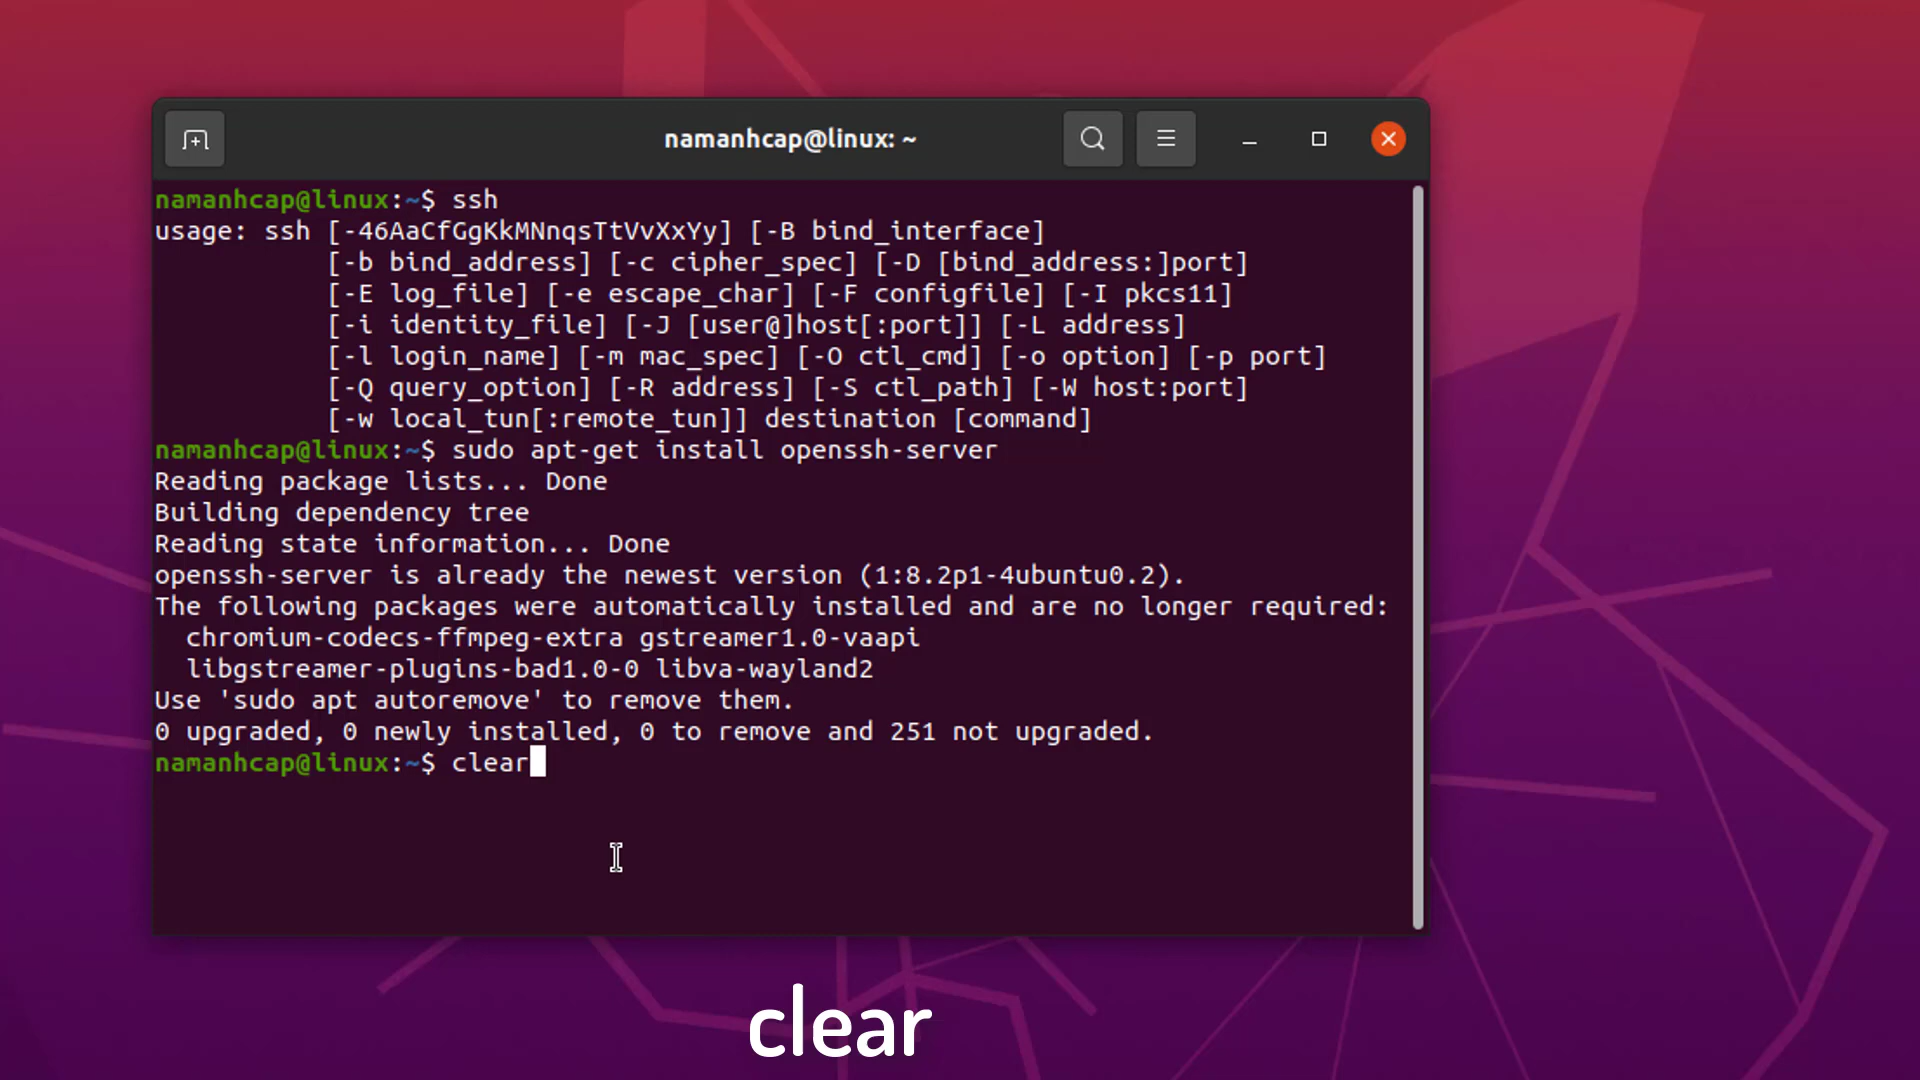 namanhcap@linux: ~
namanhcap@linux:~$ ssh
usage: ssh [-46AaCfGgKkMNnqsTtVvXxYy] [-B bind_interface]
           [-b bind_address] [-c cipher_spec] [-D [bind_address:]port]
           [-E log_file] [-e escape_char] [-F configfile] [-I pkcs11]
           [-i identity_file] [-J [user@]host[:port]] [-L address]
           [-l login_name] [-m mac_spec] [-O ctl_cmd] [-o option] [-p port]
           [-Q query_option] [-R address] [-S ctl_path] [-W host:port]
           [-w local_tun[:remote_tun]] destination [command]
namanhcap@linux:~$ sudo apt-get install openssh-server
Reading package lists... Done
Building dependency tree
Reading state information... Done
openssh-server is already the newest version (1:8.2p1-4ubuntu0.2).
The following packages were automatically installed and are no longer required:
  chromium-codecs-ffmpeg-extra gstreamer1.0-vaapi
  libgstreamer-plugins-bad1.0-0 libva-wayland2
Use 'sudo apt autoremove' to remove them.
0 upgraded, 0 newly installed, 0 to remove and 251 not upgraded.
namanhcap@linux:~$ clear
clear